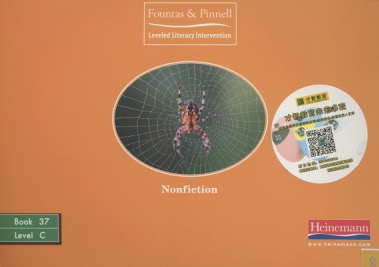 Fountas & Pinnell
Leveled Literacy Intervention
Nonfiction
Book 37
Level C
Heinemann
www.heinemann.com